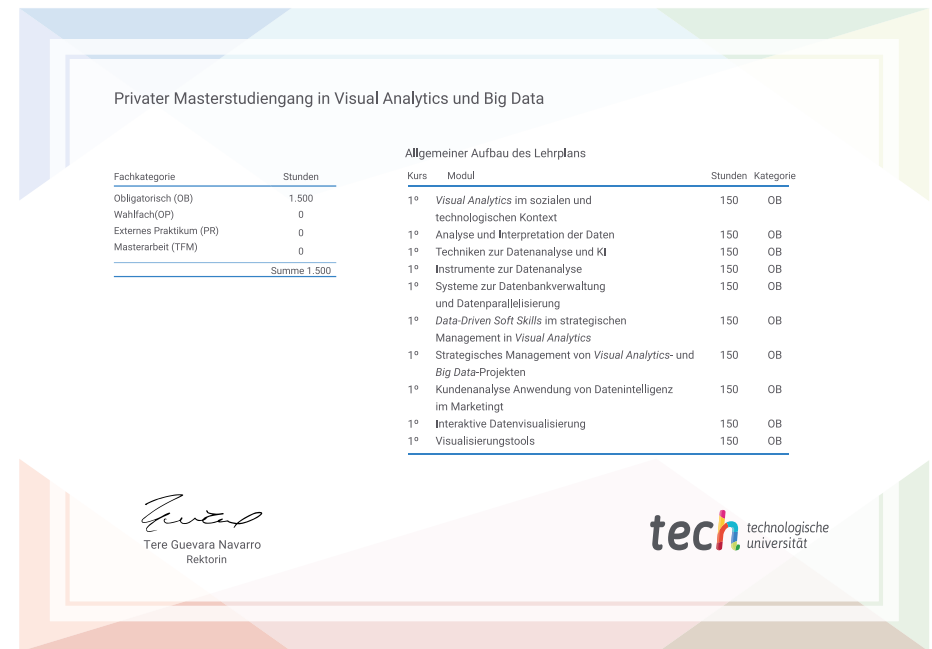 Privater Masterstudiengang in Visual Analytics und Big Data
Fachkategorie Stunden
Obligatorisch (OB) 1.500
Wahlfach(OP) 0
Externes Praktikum (PR) 0
Masterarbeit (TFM) 0
Summe 1.500
Allgemeiner Aufbau des Lehrplans
Kurs Modul Stunden Kategorie
1º Visual Analytics im sozialen und 150 OB
technologischen Kontext
1º Analyse und Interpretation der Daten 150 OB
1º Techniken zur Datenanalyse und KI 150 OB
1º Instrumente zur Datenanalyse 150 OB
1º Systeme zur Datenbankverwaltung 150 OB
und Datenparallelisierung
1º Data-Driven Soft Skills im strategischen 150 OB
Management in Visual Analytics
1º Strategisches Management von Visual Analytics- und 150 OB
Big Data-Projekten
1º Kundenanalyse Anwendung von Datenintelligenz 150 OB
im Marketingt
1º Interaktive Datenvisualisierung 150 OB
1º Visualisierungstools 150 OB
Tere Guevara Navarro
Rektorin
tech technologische
universität